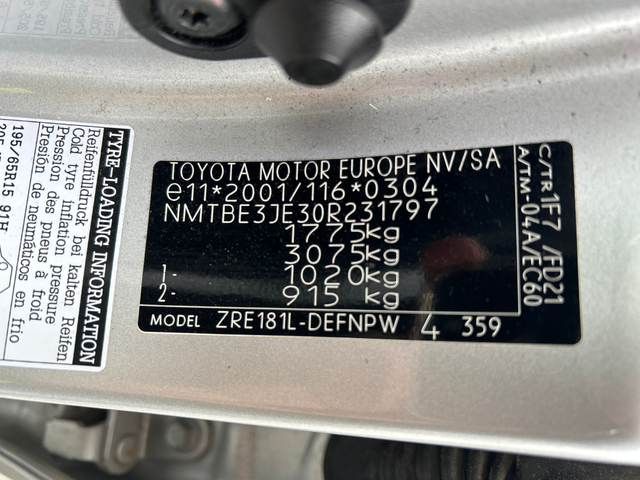 TOYOTA MOTOR EUROPE NV/SA
e11*2001/116*0304
NMTBE3JE30R231797
1775kg
3075kg
1- 1020kg
2- 915 kg
MODEL ZRE181L-DEFNPW 4 359
C/TR 1F7 /FD21
A/TM-04A/EC60
TYRE-LOADING INFORMATION
Reifenfülldruck bei kalten Reifen
Cold tyre inflation pressure
Pression des pneus à froid
Presión de neumáticos en frio
195/65R15 91H